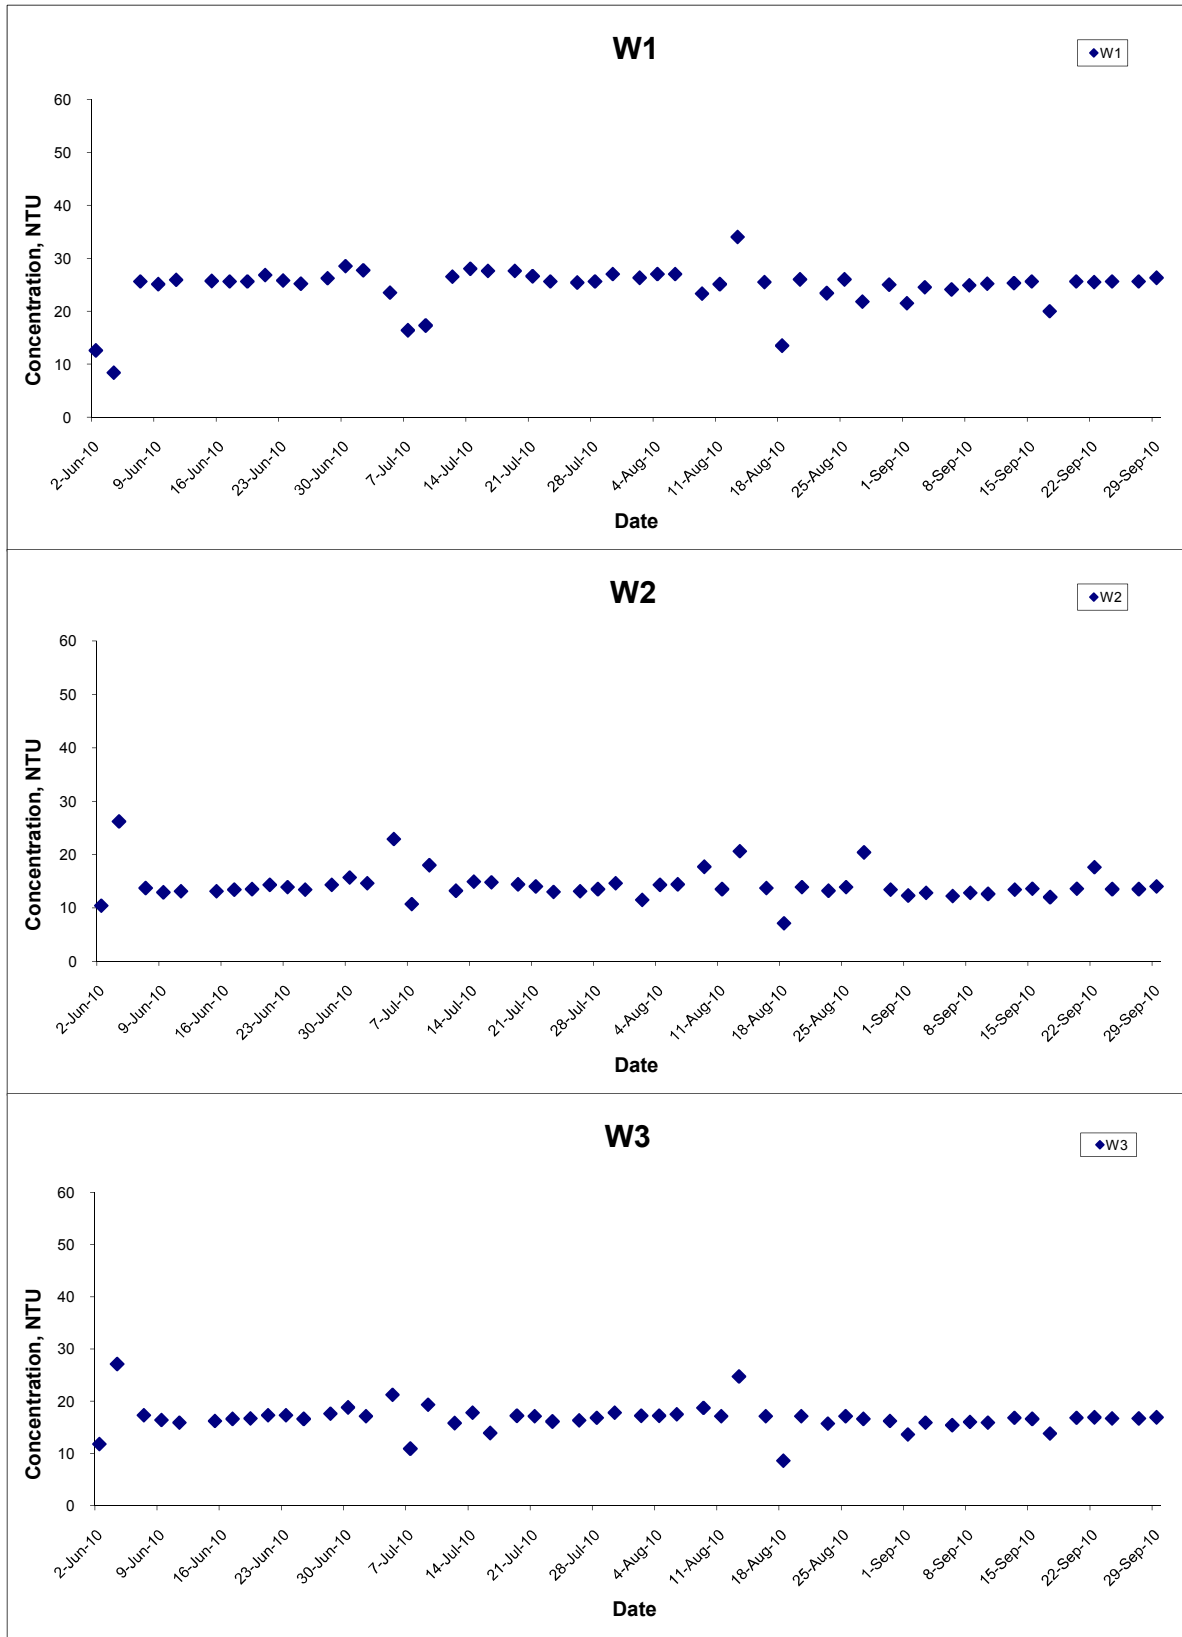 W1
W1
60
50
40
30
20
10
0
Concentration, NTU
2-Jun-10 9-Jun-10 16-Jun-10 23-Jun-10 30-Jun-10 7-Jul-10 14-Jul-10 21-Jul-10 28-Jul-10 4-Aug-10 11-Aug-10 18-Aug-10 25-Aug-10 1-Sep-10 8-Sep-10 15-Sep-10 22-Sep-10 29-Sep-10
Date
W2
W2
60
50
40
30
20
10
0
Concentration, NTU
2-Jun-10 9-Jun-10 16-Jun-10 23-Jun-10 30-Jun-10 7-Jul-10 14-Jul-10 21-Jul-10 28-Jul-10 4-Aug-10 11-Aug-10 18-Aug-10 25-Aug-10 1-Sep-10 8-Sep-10 15-Sep-10 22-Sep-10 29-Sep-10
Date
W3
W3
60
50
40
30
20
10
0
Concentration, NTU
2-Jun-10 9-Jun-10 16-Jun-10 23-Jun-10 30-Jun-10 7-Jul-10 14-Jul-10 21-Jul-10 28-Jul-10 4-Aug-10 11-Aug-10 18-Aug-10 25-Aug-10 1-Sep-10 8-Sep-10 15-Sep-10 22-Sep-10 29-Sep-10
Date